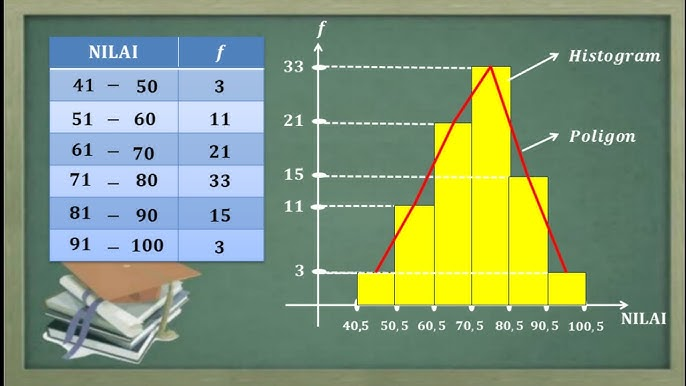 NILAI f
41 – 50 3
51 – 60 11
61 – 70 21
71 – 80 33
81 – 90 15
91 – 100 3
f
33
21
15
11
3
Histogram
Poligon
40,5 50,5 60,5 70,5 80,5 90,5 100,5
NILAI